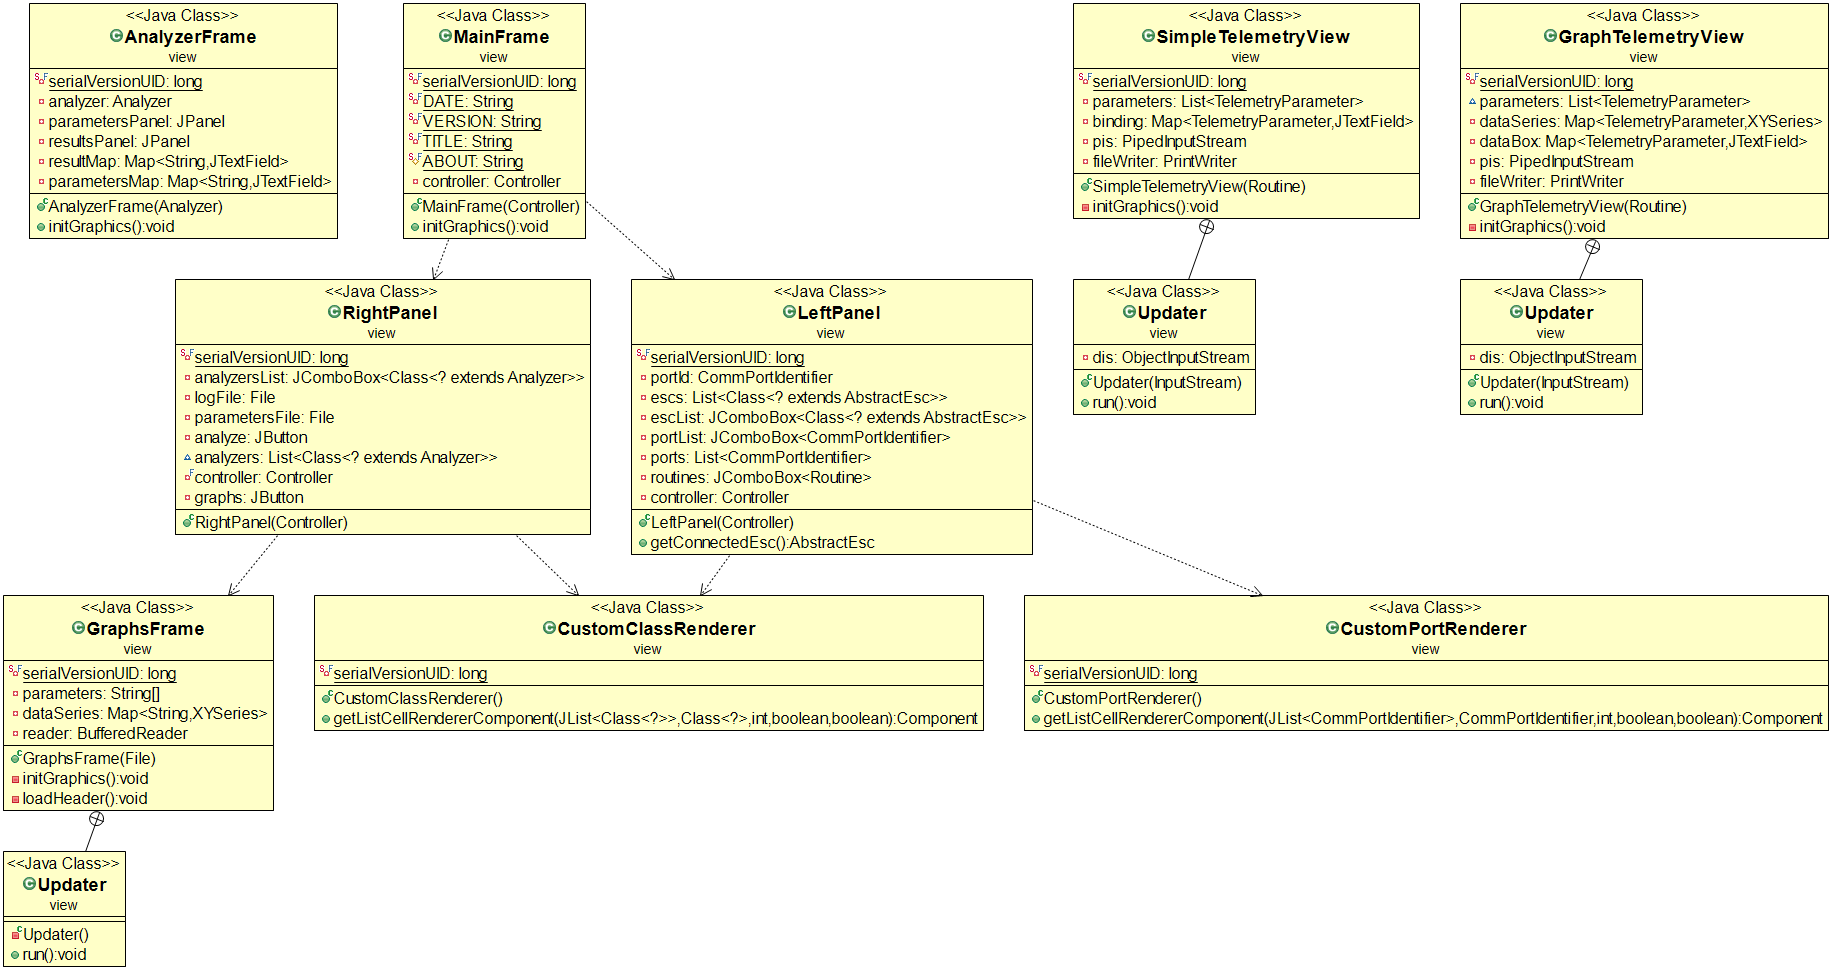 <<Java Class>>
AnalyzerFrame
view
serialVersionUID: long
analyzer: Analyzer
parametersPanel: JPanel
resultsPanel: JPanel
resultMap: Map<String,JTextField>
parametersMap: Map<String,JTextField>
AnalyzerFrame(Analyzer)
initGraphics():void
<<Java Class>>
MainFrame
view
serialVersionUID: long
DATE: String
VERSION: String
TITLE: String
ABOUT: String
controller: Controller
MainFrame(Controller)
initGraphics():void
<<Java Class>>
SimpleTelemetryView
view
serialVersionUID: long
parameters: List<TelemetryParameter>
binding: Map<TelemetryParameter,JTextField>
pis: PipedInputStream
fileWriter: PrintWriter
SimpleTelemetryView(Routine)
initGraphics():void
<<Java Class>>
GraphTelemetryView
view
serialVersionUID: long
parameters: List<TelemetryParameter>
dataSeries: Map<TelemetryParameter,XYSeries>
dataBox: Map<TelemetryParameter,JTextField>
pis: PipedInputStream
fileWriter: PrintWriter
GraphTelemetryView(Routine)
initGraphics():void
<<Java Class>>
RightPanel
view
serialVersionUID: long
analyzersList: JComboBox<Class<? extends Analyzer>>
logFile: File
parametersFile: File
analyze: JButton
analyzers: List<Class<? extends Analyzer>>
controller: Controller
graphs: JButton
RightPanel(Controller)
<<Java Class>>
LeftPanel
view
serialVersionUID: long
portId: CommPortIdentifier
escs: List<Class<? extends AbstractEsc>>
escList: JComboBox<Class<? extends AbstractEsc>>
portList: JComboBox<CommPortIdentifier>
ports: List<CommPortIdentifier>
routines: JComboBox<Routine>
controller: Controller
LeftPanel(Controller)
getConnectedEsc():AbstractEsc
<<Java Class>>
Updater
view
dis: ObjectInputStream
Updater(InputStream)
run():void
<<Java Class>>
Updater
view
dis: ObjectInputStream
Updater(InputStream)
run():void
<<Java Class>>
GraphsFrame
view
serialVersionUID: long
parameters: String[]
dataSeries: Map<String,XYSeries>
reader: BufferedReader
GraphsFrame(File)
initGraphics():void
loadHeader():void
<<Java Class>>
CustomClassRenderer
view
serialVersionUID: long
CustomClassRenderer()
getListCellRendererComponent(JList<Class<?>>,Class<?>,int,boolean,boolean):Component
<<Java Class>>
CustomPortRenderer
view
serialVersionUID: long
CustomPortRenderer()
getListCellRendererComponent(JList<CommPortIdentifier>,CommPortIdentifier,int,boolean,boolean):Component
<<Java Class>>
Updater
view
Updater()
run():void